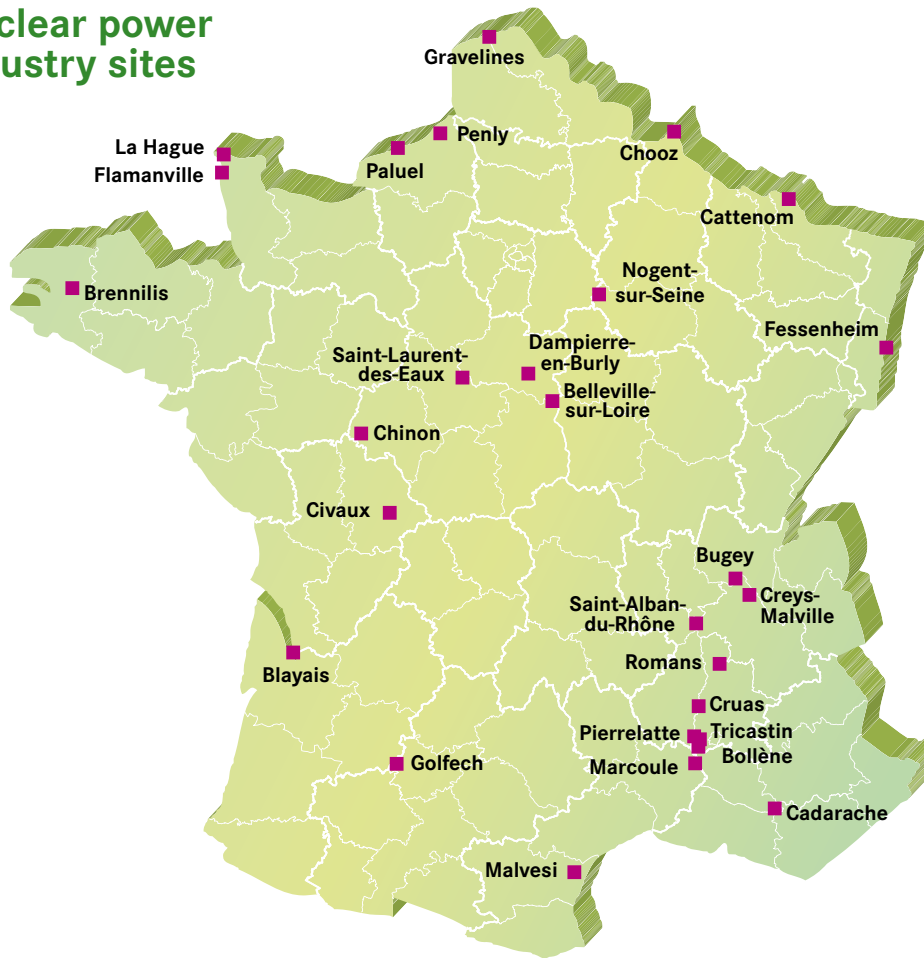 clear power
ustry sites
Gravelines
Penly
La Hague
Chooz
Paluel
Flamanville
Cattenom
Nogent-
sur-Seine
Brennilis
Fessenheim
Dampierre-
en-Burly
Saint-Laurent-
des-Eaux
Belleville-
sur-Loire
Chinon
Civaux
Bugey
Creys-
Malville
Saint-Alban-
du-Rhône
Romans
Blayais
Cruas
Pierrelatte
Tricastin
Bollène
Golfech
Marcoule
Cadarache
Malvesi